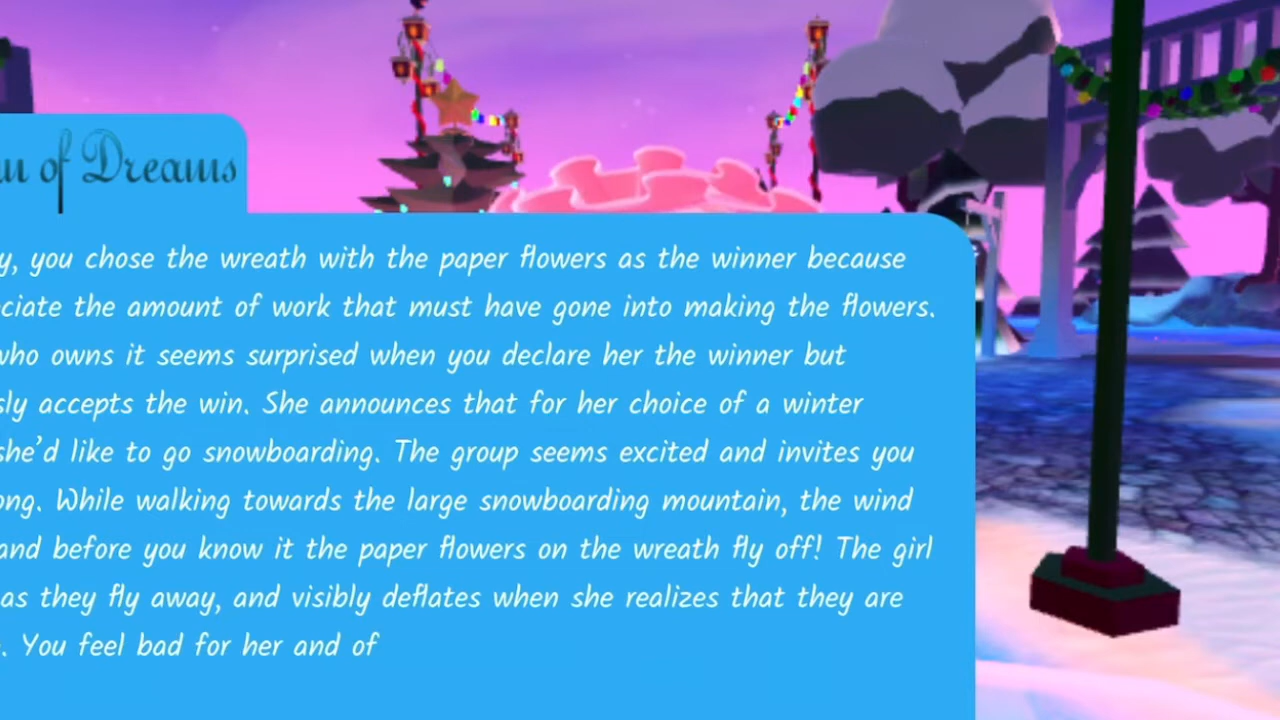 of Dreams
you chose the wreath with the paper flowers as the winner because
the amount of work that must have gone into making the flowers.
who owns it seems surprised when you declare her the winner but
accepts the win. She announces that for her choice of a winter
she'd like to go snowboarding. The group seems excited and invites you
While walking towards the large snowboarding mountain, the wind
and before you know it the paper flowers on the wreath fly off! The girl
as they fly away, and visibly deflates when she realizes that they are
You feel bad for her and of